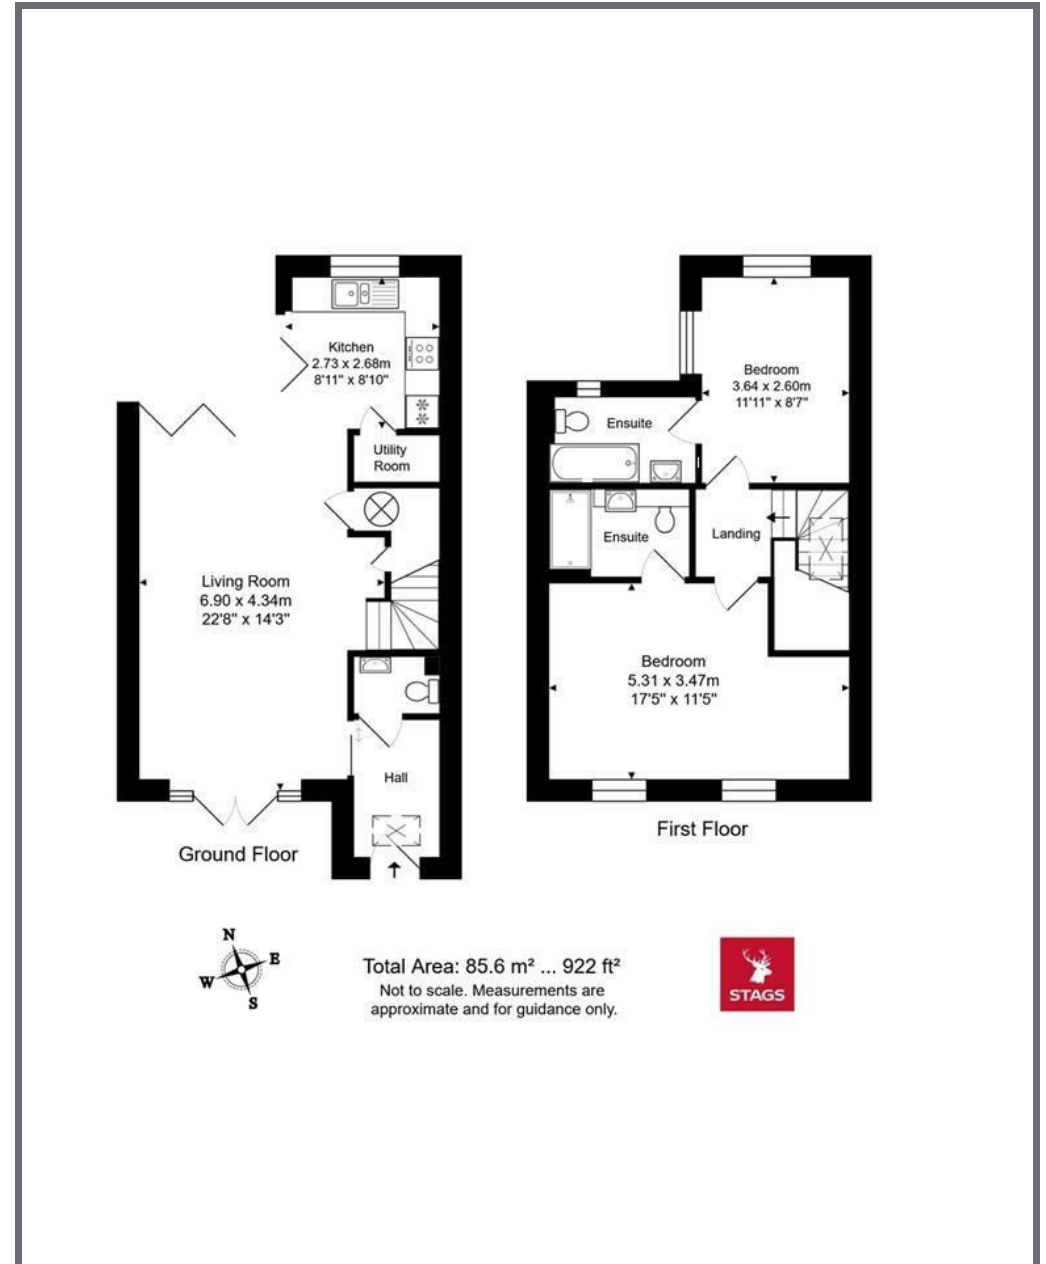 Kitchen
2.73 x 2.68m
8'11" x 8'10"
Utility
Room
Living Room
6.90 x 4.34m
22'8" x 14'3"
Hall
Ground Floor
Bedroom
3.64 x 2.60m
11'11" x 8'7"
Ensuite
Ensuite
Landing
Bedroom
5.31 x 3.47m
17'5" x 11'5"
First Floor
N
E
W
S
Total Area: 85.6 m² ... 922 ft²
Not to scale. Measurements are
approximate and for guidance only.
STAGS